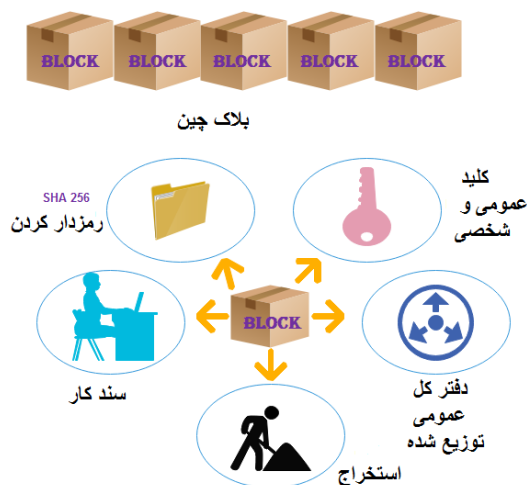 BLOCK BLOCK BLOCK BLOCK BLOCK
بلاک چین
کلید
عمومی و
شخصی
SHA 256
رمزدار کردن
BLOCK
سند کار
دفتر کل
عمومی
توزیع شده
استخراج